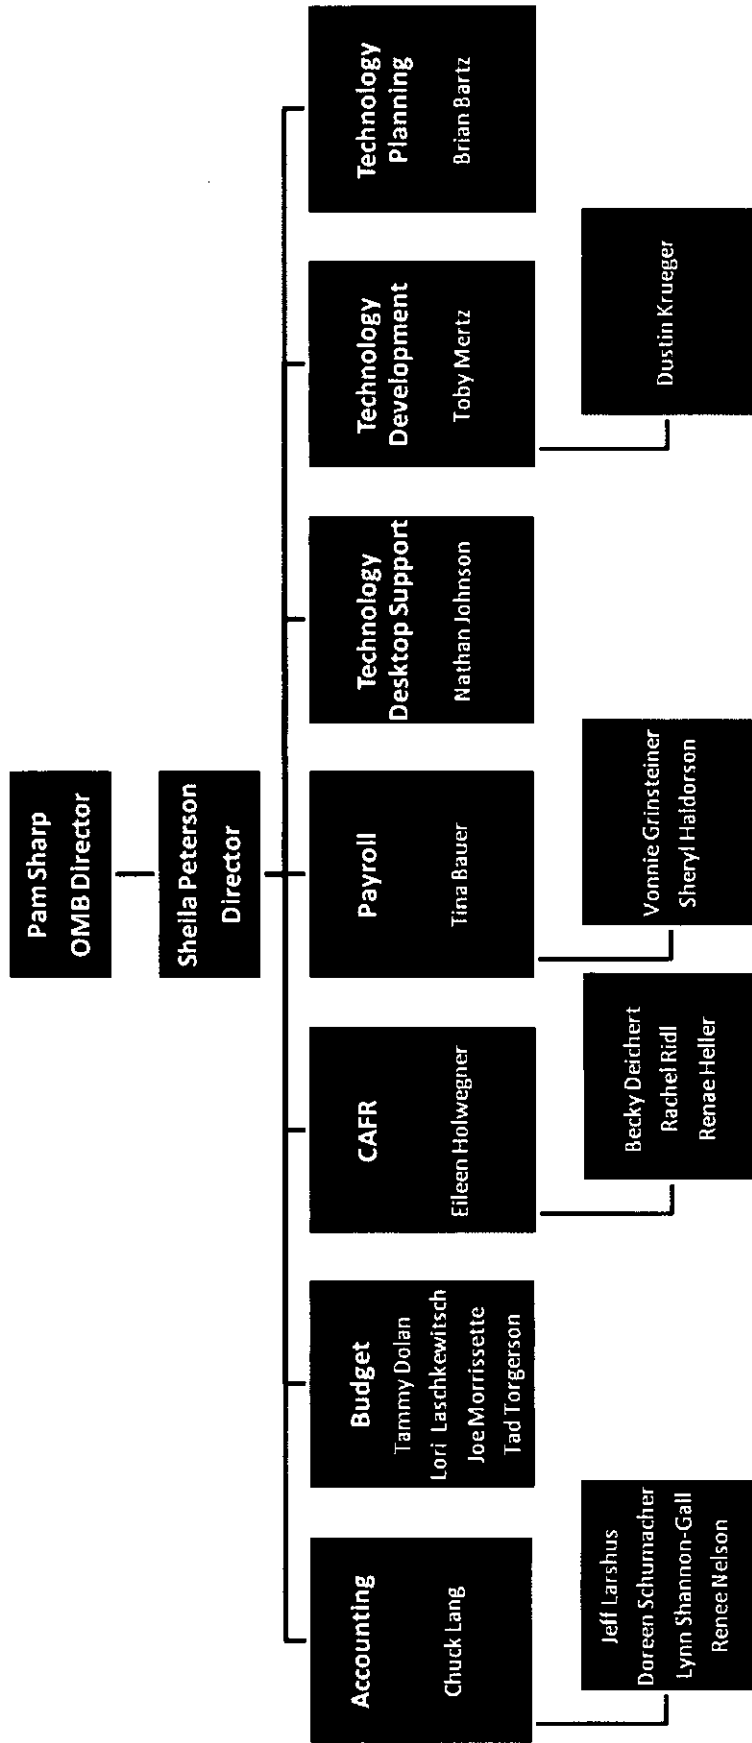 Pam Sharp
OMB Director
Sheila Peterson
Director
Accounting
Chuck Lang
Budget
Tammy Dolan
Lori Laschkewitsch
Joe Morrissette
Tad Torgerson
CAFR
Eileen Holwegner
Payroll
Tina Bauer
Technology
Desktop Support
Nathan Johnson
Technology
Development
Toby Mertz
Technology
Planning
Brian Bartz
Jeff Larshus
Doreen Schumacher
Lynn Shannon-Gall
Renee Nelson
Becky Deichert
Rachel Ridl
Renae Heller
Vonnie Grinsteiner
Sheryl Haldorson
Dustin Krueger